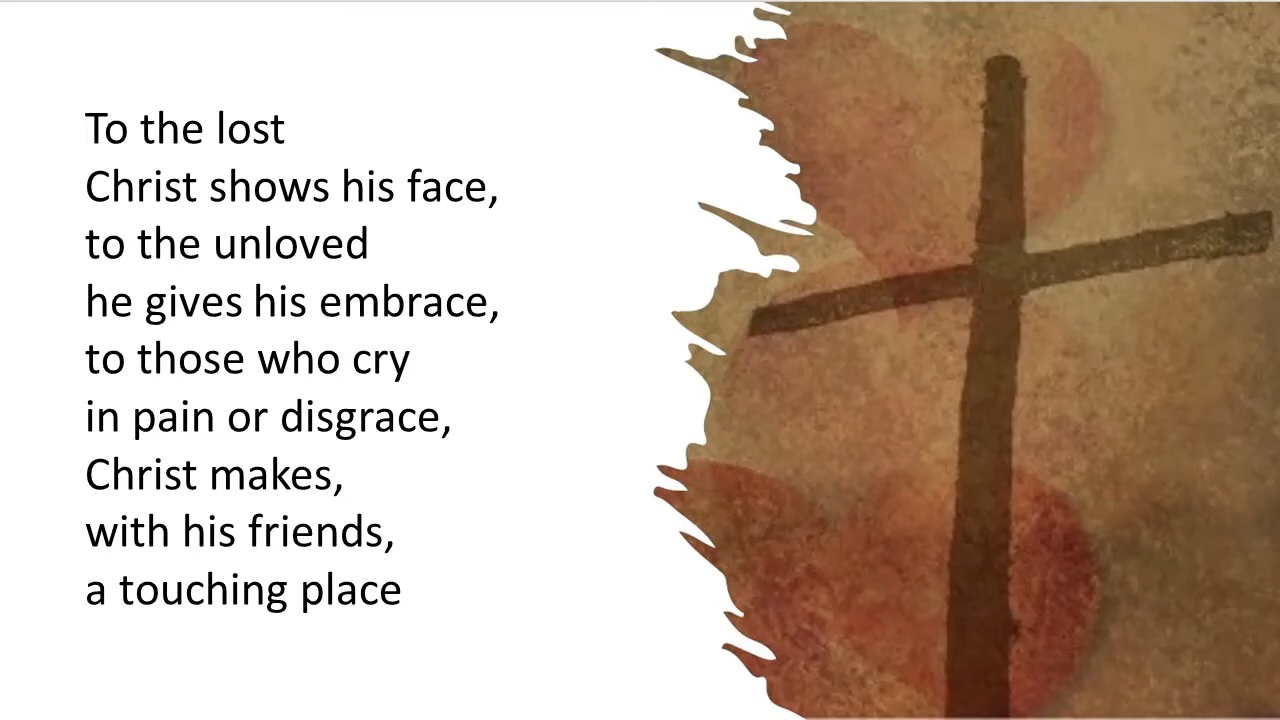 To the lost
Christ shows his face,
to the unloved
he gives his embrace,
to those who cry
in pain or disgrace,
Christ makes,
with his friends,
a touching place